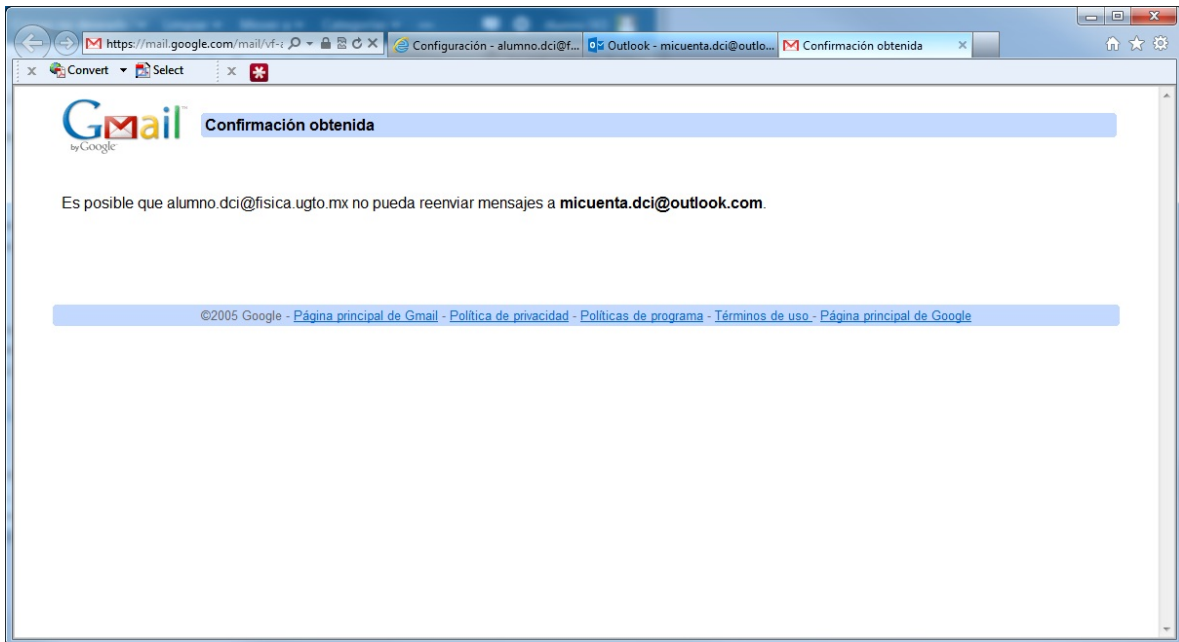 https://mail.google.com/mail/vf-
Configuración - alumno.dci@f...
Outlook - micuenta.dci@outlo...
Confirmación obtenida
Convert
Select
Gmail
by Google
Confirmación obtenida
Es posible que alumno.dci@fisica.ugto.mx no pueda reenviar mensajes a micuenta.dci@outlook.com.
©2005 Google - Página principal de Gmail - Política de privacidad - Políticas de programa - Términos de uso - Página principal de Google